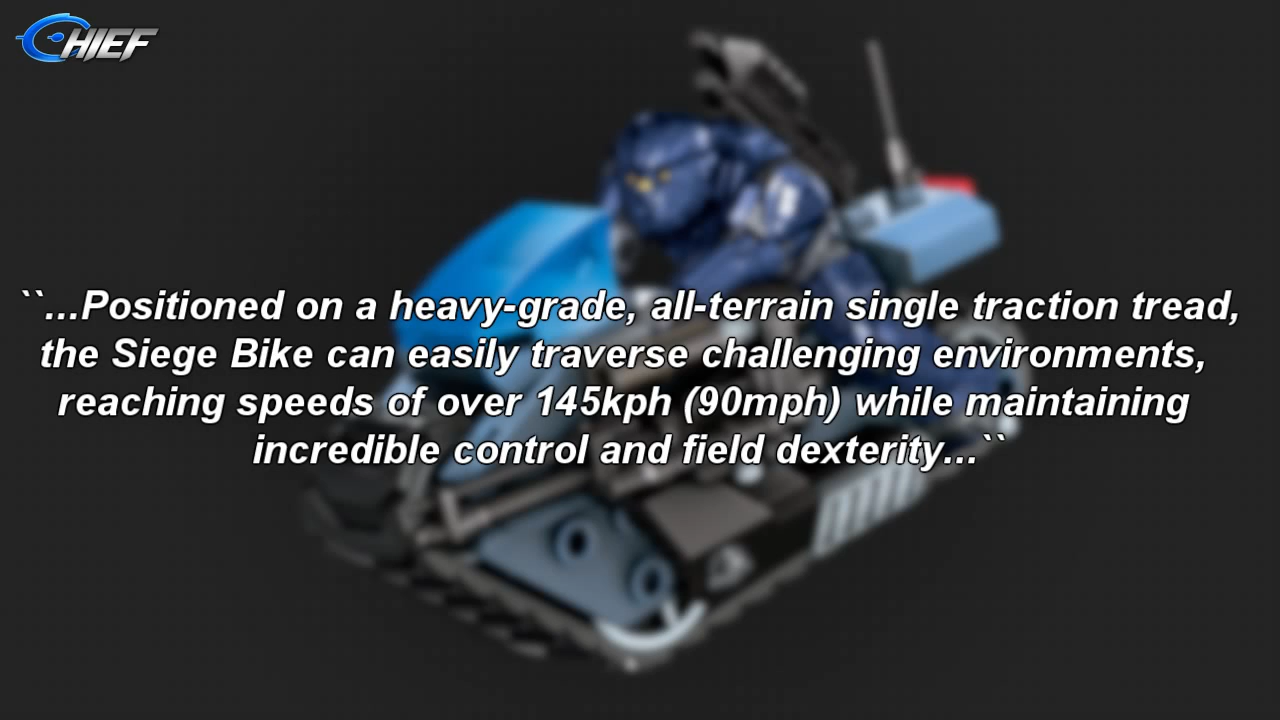 CHIEF
``...Positioned on a heavy-grade, all-terrain single traction tread,
the Siege Bike can easily traverse challenging environments,
reaching speeds of over 145kph (90mph) while maintaining
incredible control and field dexterity...``